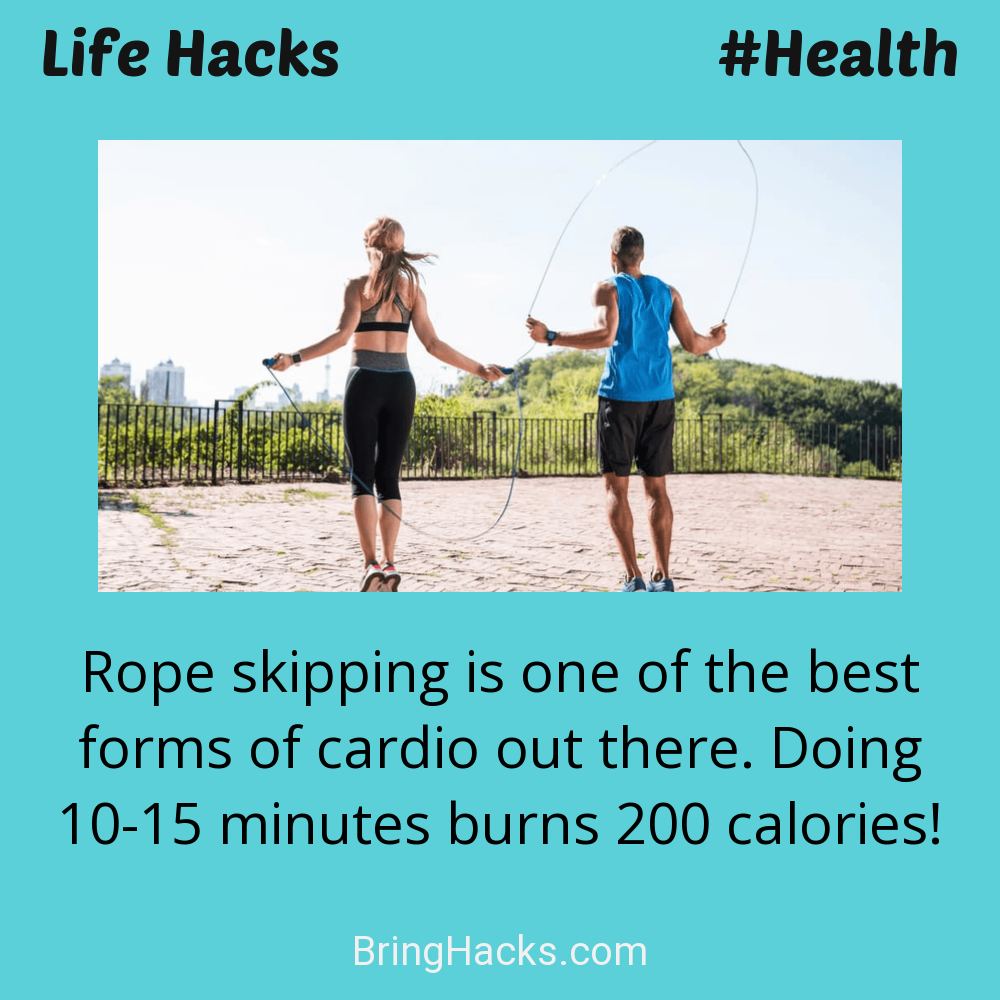 Life Hacks
#Health
Rope skipping is one of the best
forms of cardio out there. Doing
10-15 minutes burns 200 calories!
BringHacks.com